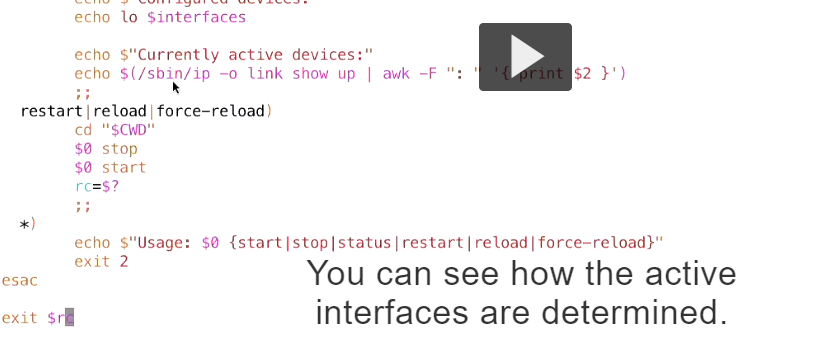 echo $"Configured devices:"
echo lo $interfaces
echo $"Currently active devices:"
echo $(/sbin/ip -o link show up | awk -F ": " '{ print $2 }')
;;
restart|reload|force-reload)
cd "$CWD"
$0 stop
$0 start
rc=$?
;;
*)
echo $"Usage: $0 {start|stop|status|restart|reload|force-reload}"
exit 2
esac
exit $rc
You can see how the active
interfaces are determined.